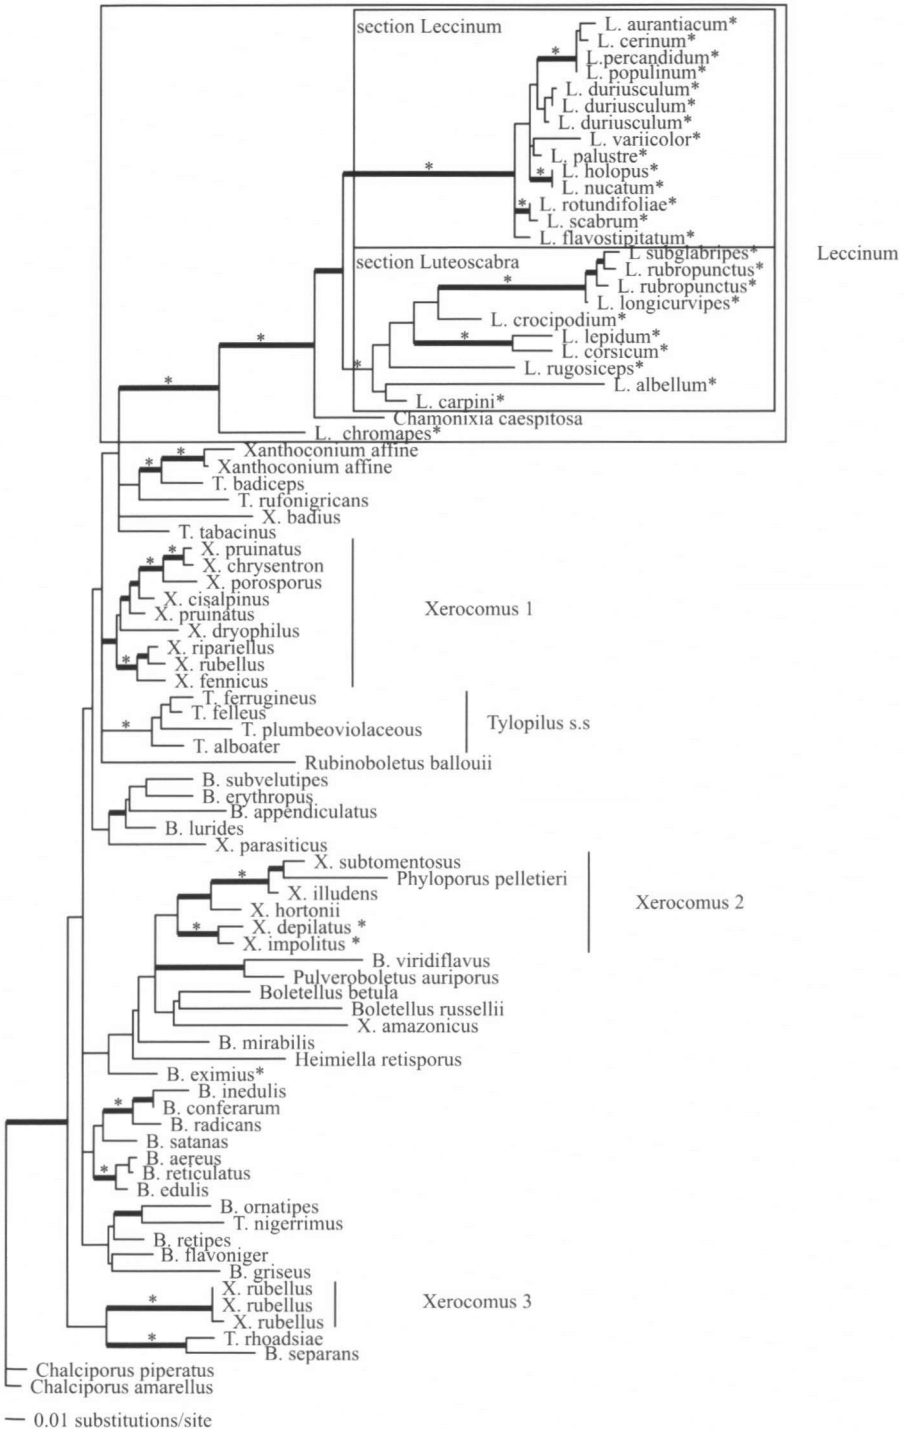 section Leccinum
L. aurantiacum*
L. cerinum*
L.percandidum*
L. populinum*
L. duriusculum*
L. duriusculum*
L. duriusculum*
L. variicolor*
L. palustre*
L. holopus*
L. nucatum*
L. rotundifoliae*
L. scabrum*
L. flavostipitatum*
section Luteoscabra
L subglabripes*
L. rubropunctus*
L. rubropunctus*
L. longicurvipes*
L. crocipodium*
L. lepidum*
L. corsicum*
L. rugosiceps*
L. albellum*
L. carpini*
Leccinum
Chamonixia caespitosa
L. chromapes*
Xanthoconium affine
Xanthoconium affine
T. badiceps
T. rufonigricans
X. badius
T. tabacinus
X. pruinatus
X. chrysentron
X. porosporus
X. cisalpinus
X. pruinatus
X. dryophilus
X. ripariellus
X. rubellus
X. fennicus
Xerocomus 1
T. ferrugineus
T. felleus
T. plumbeoviolaceous
T. alboater
Tylopilus s.s
Rubinoboletus ballouii
B. subvelutipes
B. erythropus
B. appendiculatus
B. lurides
X. parasiticus
X. subtomentosus
Phyloporus pelletieri
X. illudens
X. hortonii
X. depilatus *
X. impolitus *
Xerocomus 2
B. viridiflavus
Pulveroboletus auriporus
Boletellus betula
Boletellus russellii
X. amazonicus
B. mirabilis
Heimiella retisporus
B. eximius*
B. inedulis
B. conferarum
B. radicans
B. satanas
B. aereus
B. reticulatus
B. edulis
B. ornatipes
T. nigerrimus
B. retipes
B. flavoniger
B. griseus
X. rubellus
X. rubellus
X. rubellus
Xerocomus 3
T. rhoadsiae
B. separans
Chalciporus piperatus
Chalciporus amarellus
0.01 substitutions/site